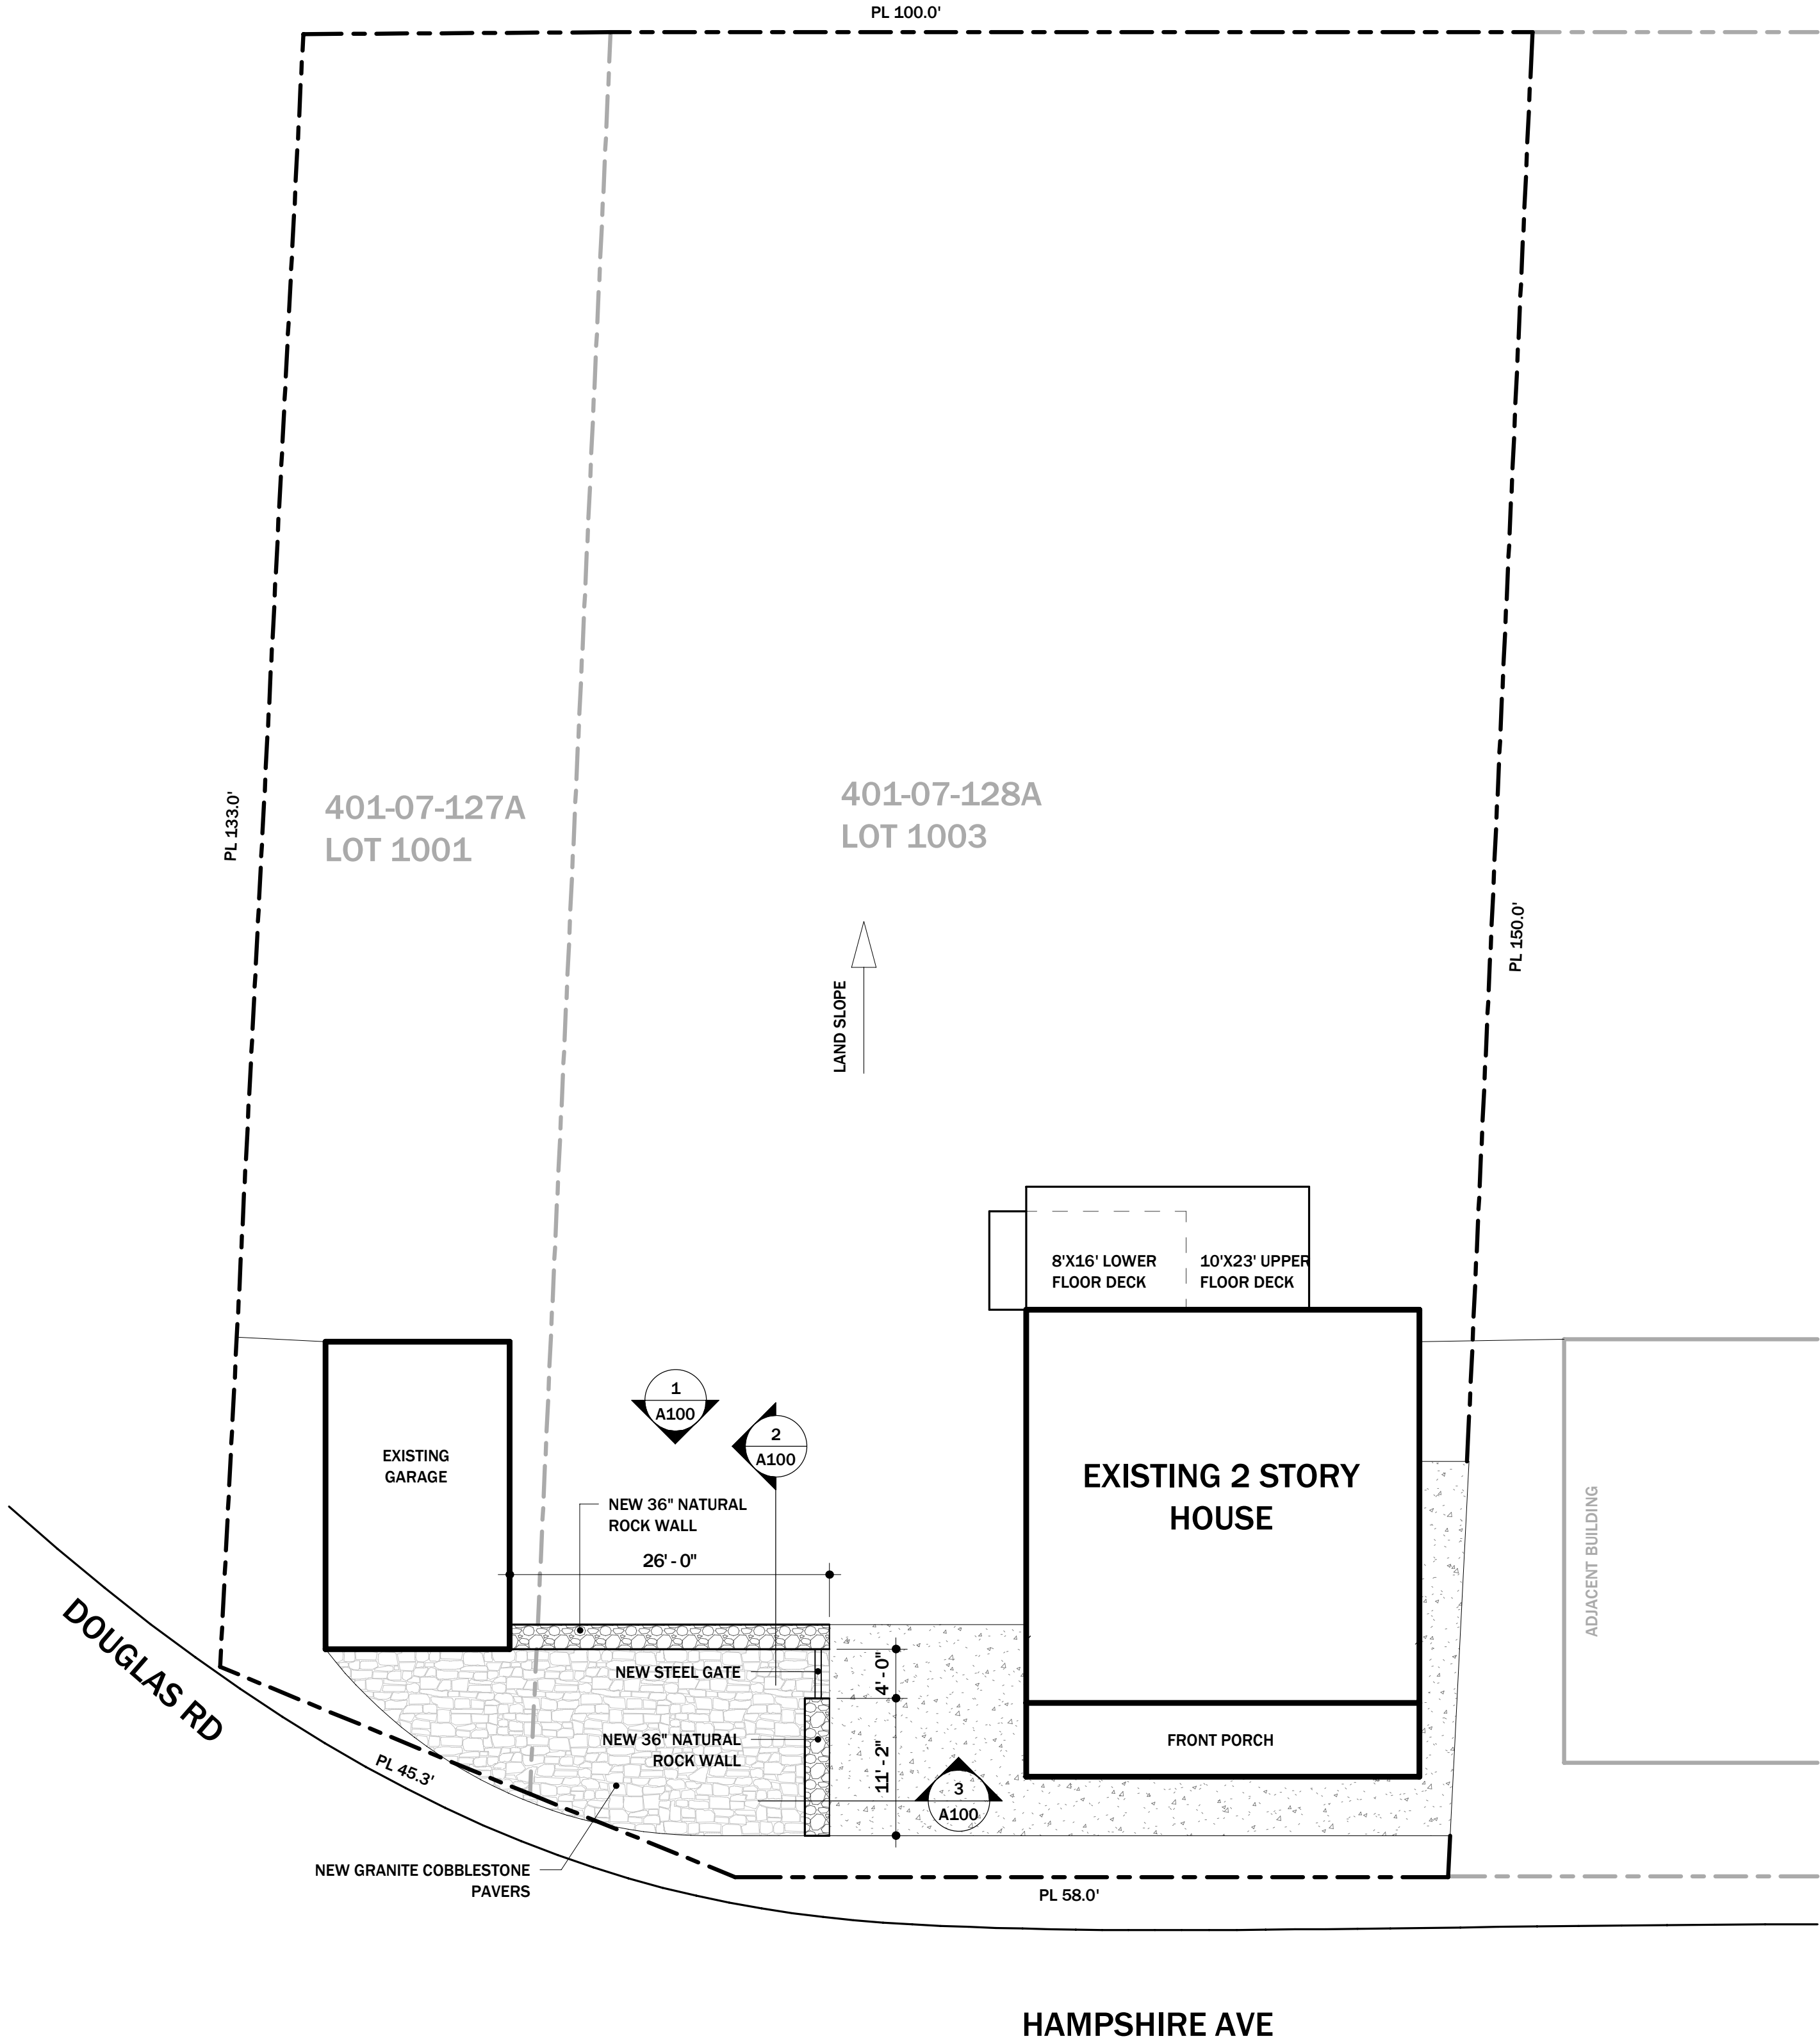 PL 100.0'
401-07-127A
LOT 1001
401-07-128A
LOT 1003
PL 133.0'
PL 150.0'
LAND SLOPE
8'X16' LOWER
FLOOR DECK
10'X23' UPPER
FLOOR DECK
EXISTING
GARAGE
1
A100
2
A100
EXISTING 2 STORY
HOUSE
ADJACENT BUILDING
NEW 36" NATURAL
ROCK WALL
26' - 0"
DOUGLAS RD
NEW STEEL GATE
4' - 0"
NEW 36" NATURAL
ROCK WALL
11' - 2"
FRONT PORCH
3
A100
PL 45.3'
NEW GRANITE COBBLESTONE
PAVERS
PL 58.0'
HAMPSHIRE AVE